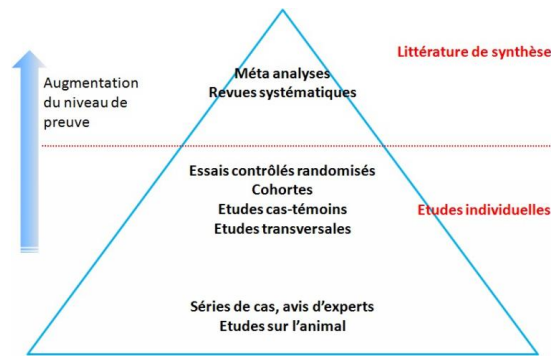 Littérature de synthèse
Méta analyses
Revues systématiques
Augmentation
du niveau de
preuve
Essais contrôlés randomisés
Cohortes
Etudes cas-témoins
Etudes transversales
Etudes individuelles
Séries de cas, avis d’experts
Etudes sur l’animal